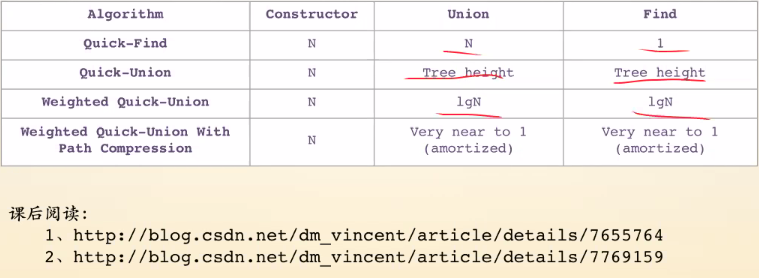 Algorithm Constructor Union Find
Quick-Find N N 1
Quick-Union N Tree height Tree height
Weighted Quick-Union N lgN lgN
Weighted Quick-Union With Path Compression N Very near to 1 (amortized) Very near to 1 (amortized)
课后阅读:
1、http://blog.csdn.net/dm_vincent/article/details/7655764
2、http://blog.csdn.net/dm_vincent/article/details/7769159